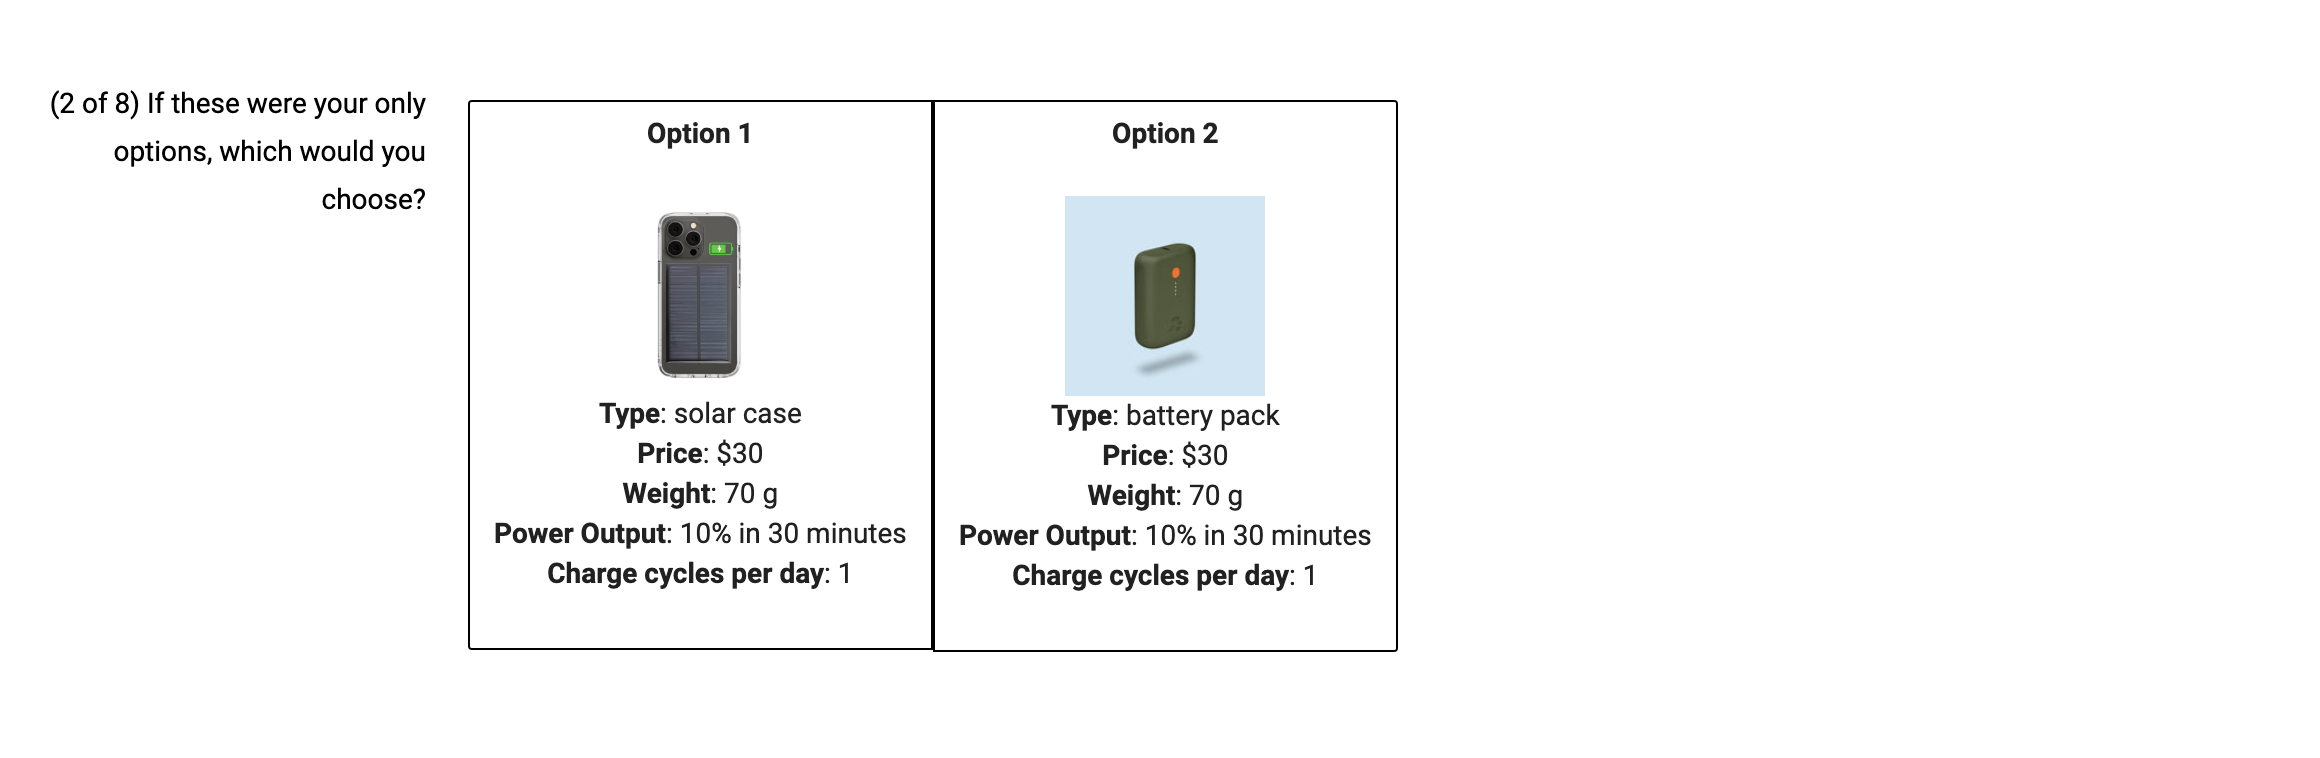 (2 of 8) If these were your only
options, which would you
choose?
Option 1
Type: solar case
Price: $30
Weight: 70 g
Power Output: 10% in 30 minutes
Charge cycles per day: 1
Option 2
Type: battery pack
Price: $30
Weight: 70 g
Power Output: 10% in 30 minutes
Charge cycles per day: 1